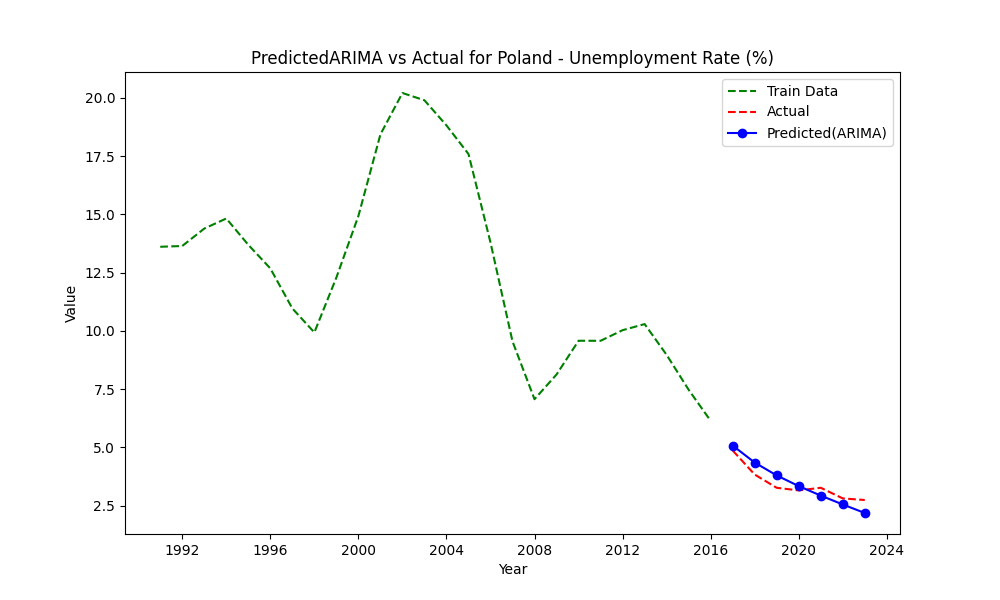 PredictedARIMA vs Actual for Poland - Unemployment Rate (%)
Train Data
Actual
Predicted(ARIMA)
Value
20.0
17.5
15.0
12.5
10.0
7.5
5.0
2.5
1992 1996 2000 2004 2008 2012 2016 2020 2024
Year